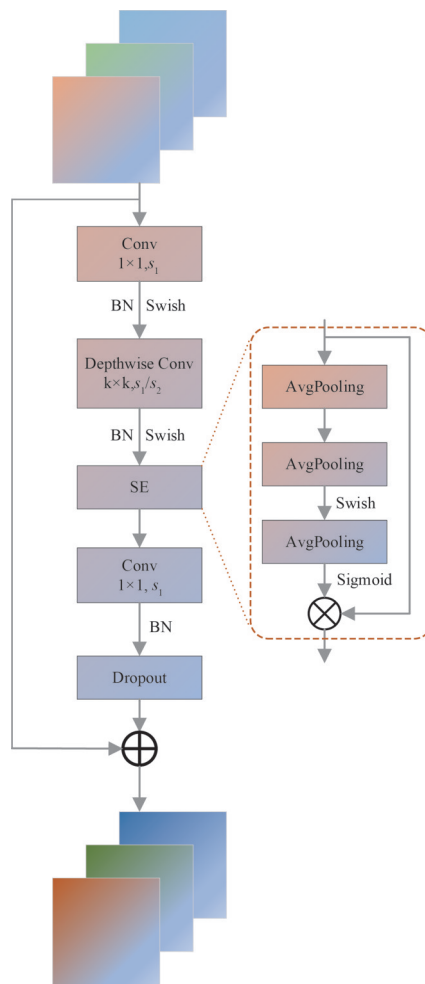 Conv
1×1,s₁
BN Swish
Depthwise Conv
k×k,s₁/s₂
BN Swish
SE
Conv
1×1, s₁
BN
Dropout
AvgPooling
AvgPooling
Swish
AvgPooling
Sigmoid